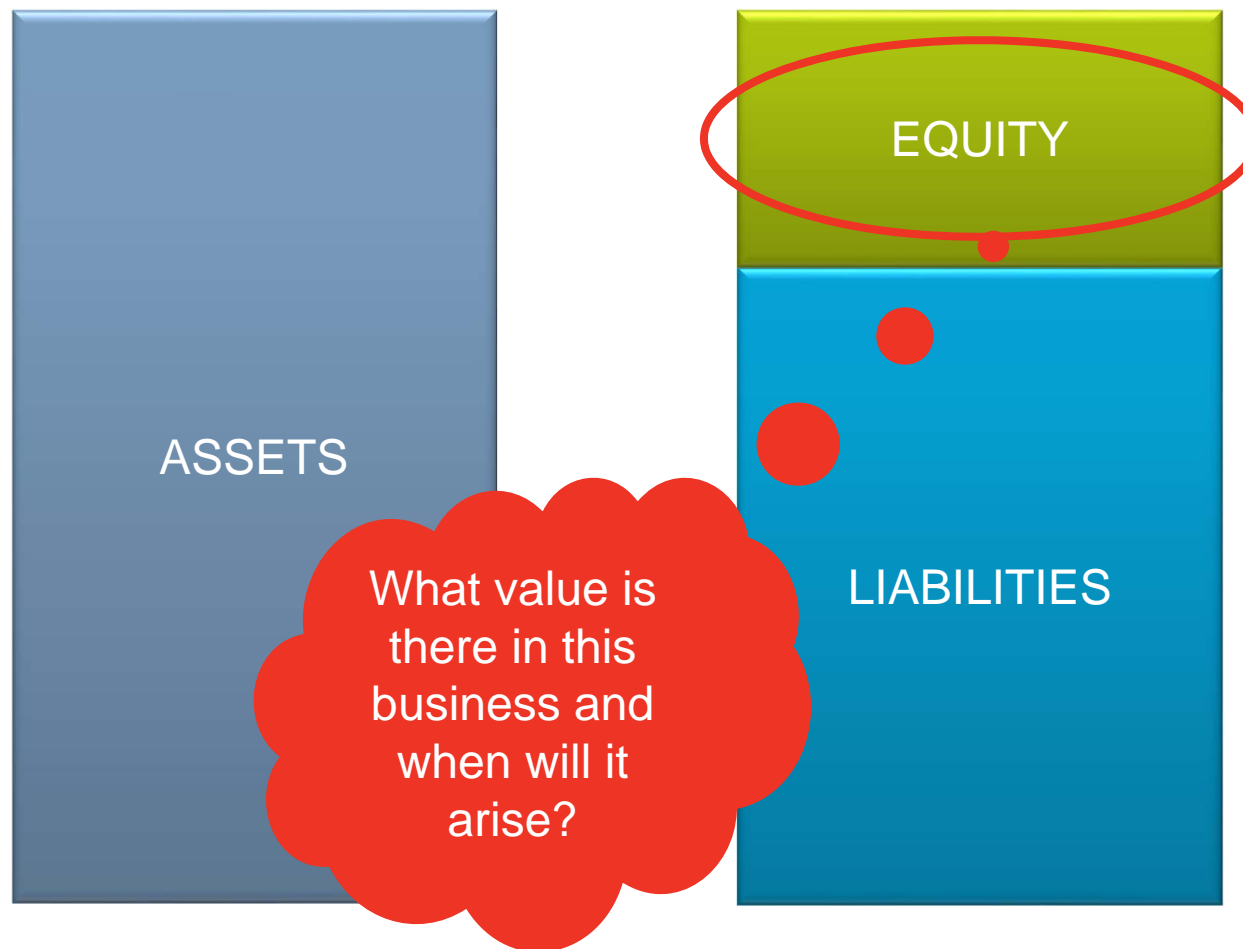 EQUITY
ASSETS
What value is
there in this
business and
when will it
arise?
LIABILITIES